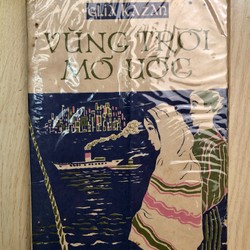 ELIA KAZAN
VÙNG TRỜI
MƠ ƯỚC